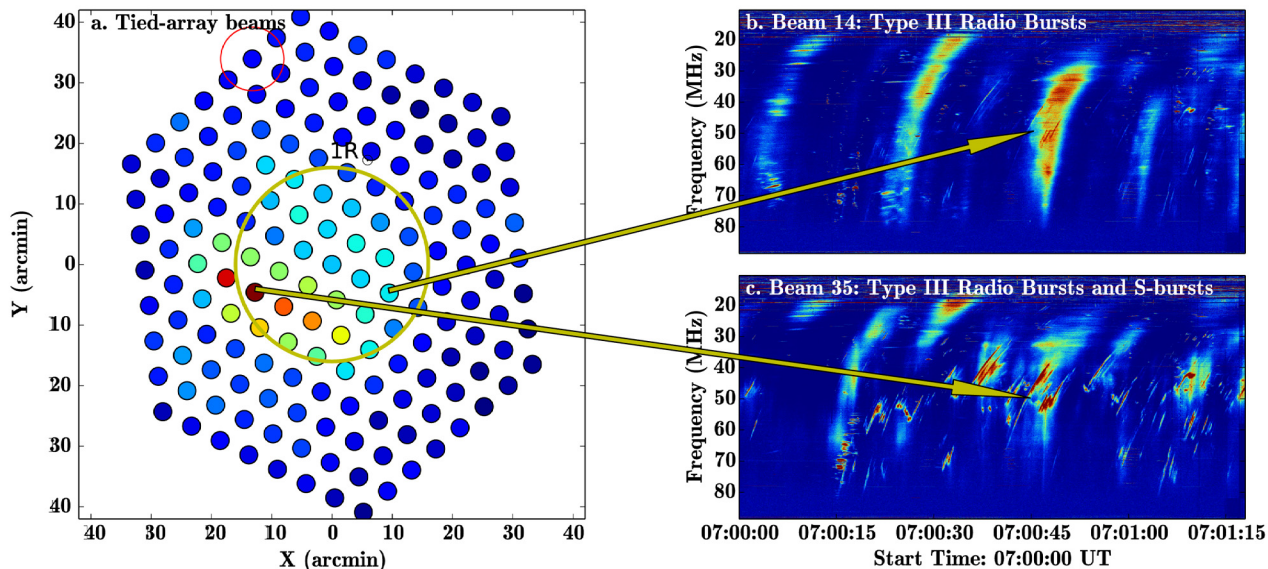 a. Tied-array beams
1R☉
40
30
20
10
0
10
20
30
40
Y (arcmin)
40 30 20 10 0 10 20 30 40
X (arcmin)
b. Beam 14: Type III Radio Bursts
20
30
40
50
60
70
80
Frequency (MHz)
c. Beam 35: Type III Radio Bursts and S-bursts
20
30
40
50
60
70
80
Frequency (MHz)
07:00:00 07:00:15 07:00:30 07:00:45 07:01:00 07:01:15
Start Time: 07:00:00 UT